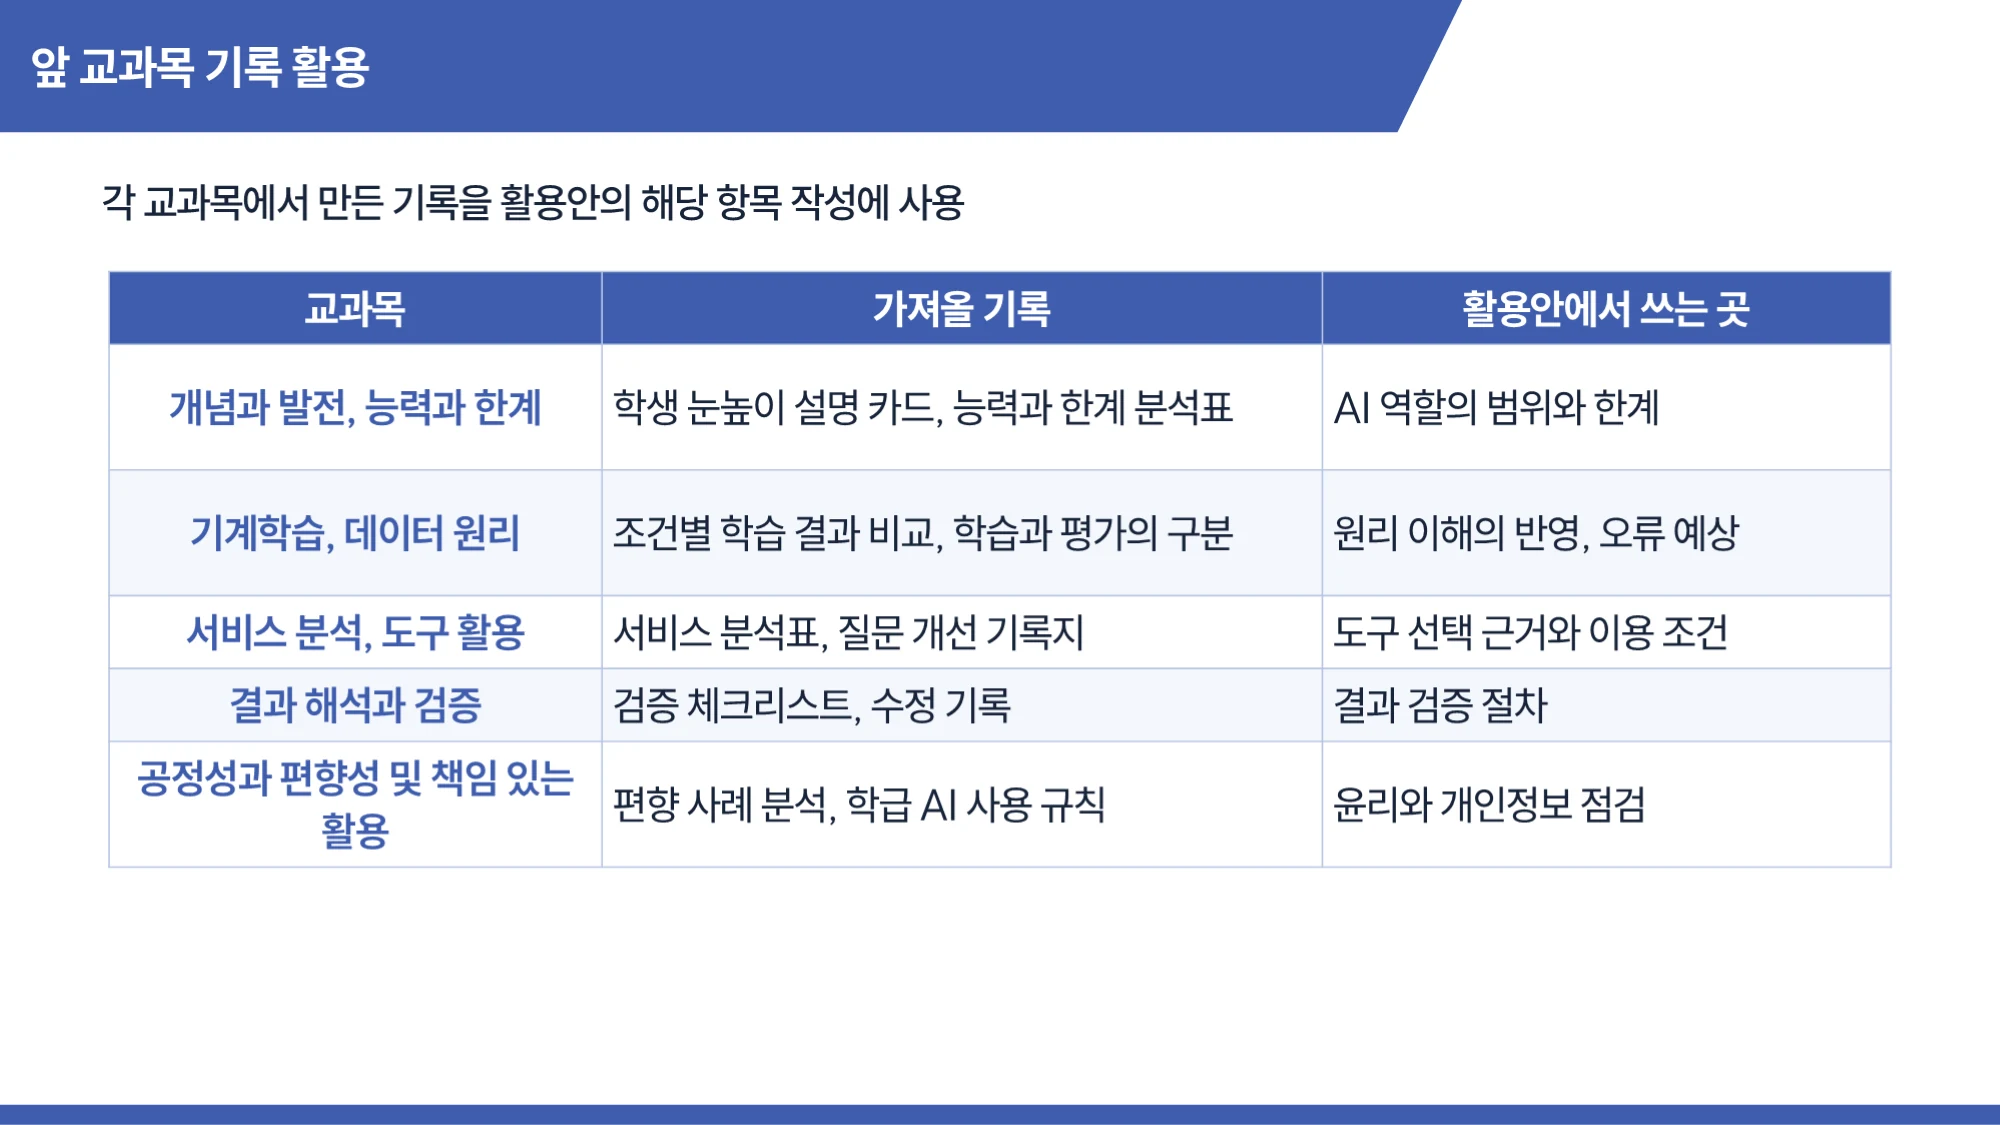 앞 교과목 기록 활용
각 교과목에서 만든 기록을 활용안의 해당 항목 작성에 사용
교과목 가져올 기록 활용안에서 쓰는 곳
개념과 발전, 능력과 한계 학생 눈높이 설명 카드, 능력과 한계 분석표 AI 역할의 범위와 한계
기계학습, 데이터 원리 조건별 학습 결과 비교, 학습과 평가의 구분 원리 이해의 반영, 오류 예상
서비스 분석, 도구 활용 서비스 분석표, 질문 개선 기록지 도구 선택 근거와 이용 조건
결과 해석과 검증 검증 체크리스트, 수정 기록 결과 검증 절차
공정성과 편향성 및 책임 있는
활용 편향 사례 분석, 학급 AI 사용 규칙 윤리와 개인정보 점검